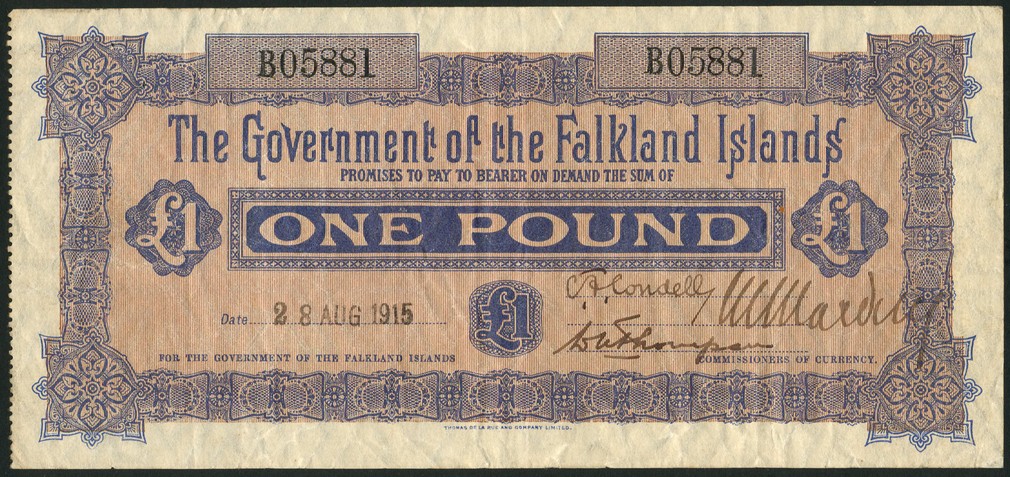 B05881 B05881
The Government of the Falkland Islands
PROMISES TO PAY TO BEARER ON DEMAND THE SUM OF
£1 ONE POUND £1
C A Condell
Date 28 AUG 1915 £1
W A Thompson
FOR THE GOVERNMENT OF THE FALKLAND ISLANDS COMMISSIONERS OF CURRENCY.
THOMAS DE LA RUE AND COMPANY LIMITED.